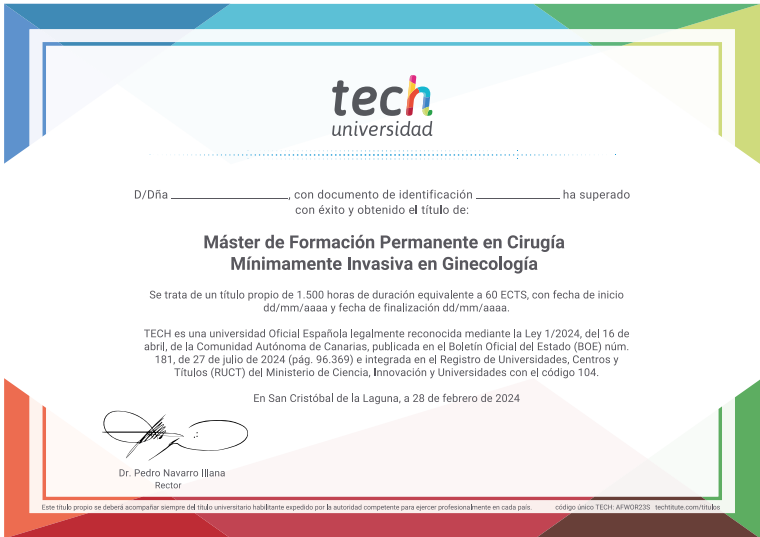 tech
universidad
D/Dña ____________________, con documento de identificación ______________ ha superado
con éxito y obtenido el título de:
Máster de Formación Permanente en Cirugía
Mínimamente Invasiva en Ginecología
Se trata de un título propio de 1.500 horas de duración equivalente a 60 ECTS, con fecha de inicio
dd/mm/aaaa y fecha de finalización dd/mm/aaaa.
TECH es una universidad Oficial Española legalmente reconocida mediante la Ley 1/2024, del 16 de
abril, de la Comunidad Autónoma de Canarias, publicada en el Boletín Oficial del Estado (BOE) núm.
181, de 27 de julio de 2024 (pág. 96.369) e integrada en el Registro de Universidades, Centros y
Títulos (RUCT) del Ministerio de Ciencia, Innovación y Universidades con el código 104.
En San Cristóbal de la Laguna, a 28 de febrero de 2024
Dr. Pedro Navarro Illana
Rector
Este título propio se deberá acompañar siempre del título universitario habilitante expedido por la autoridad competente para ejercer profesionalmente en cada país. código único TECH: AFWOR23S techtitute.com/titulos